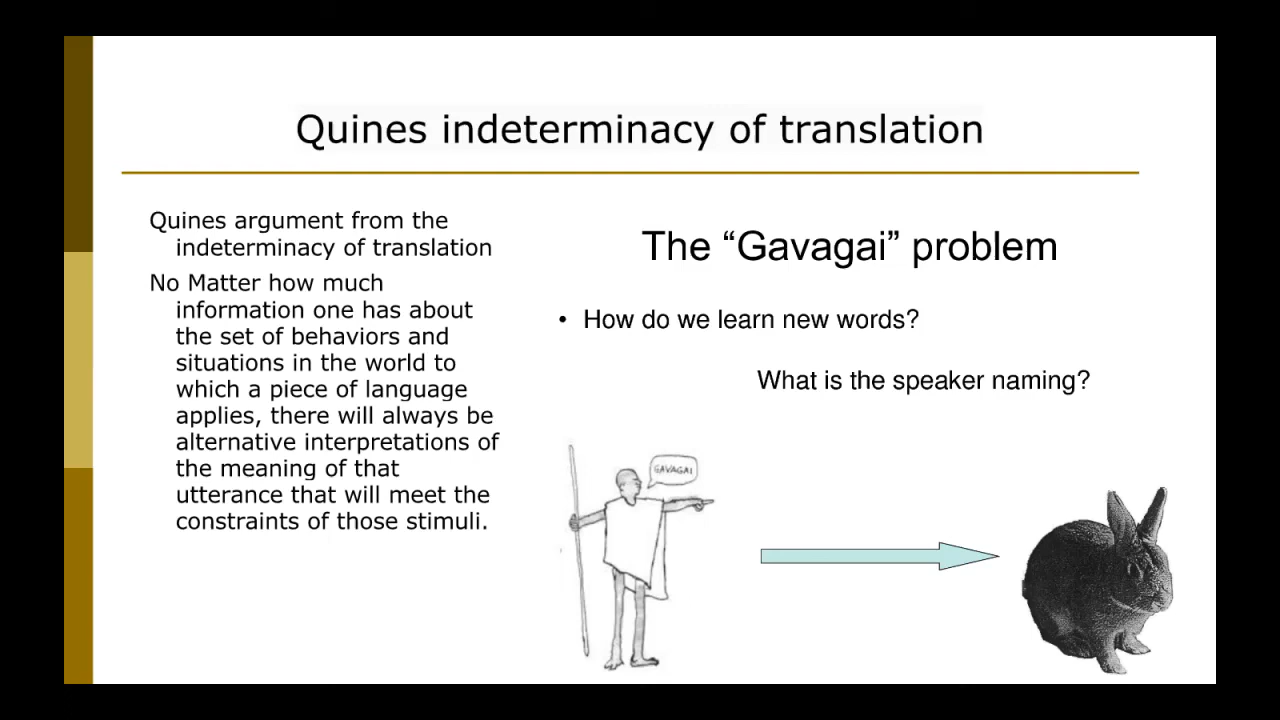 Quines indeterminacy of translation
Quines argument from the
indeterminacy of translation
No Matter how much
information one has about
the set of behaviors and
situations in the world to
which a piece of language
applies, there will always be
alternative interpretations of
the meaning of that
utterance that will meet the
constraints of those stimuli.
The “Gavagai” problem
• How do we learn new words?
What is the speaker naming?
GAVAGAI